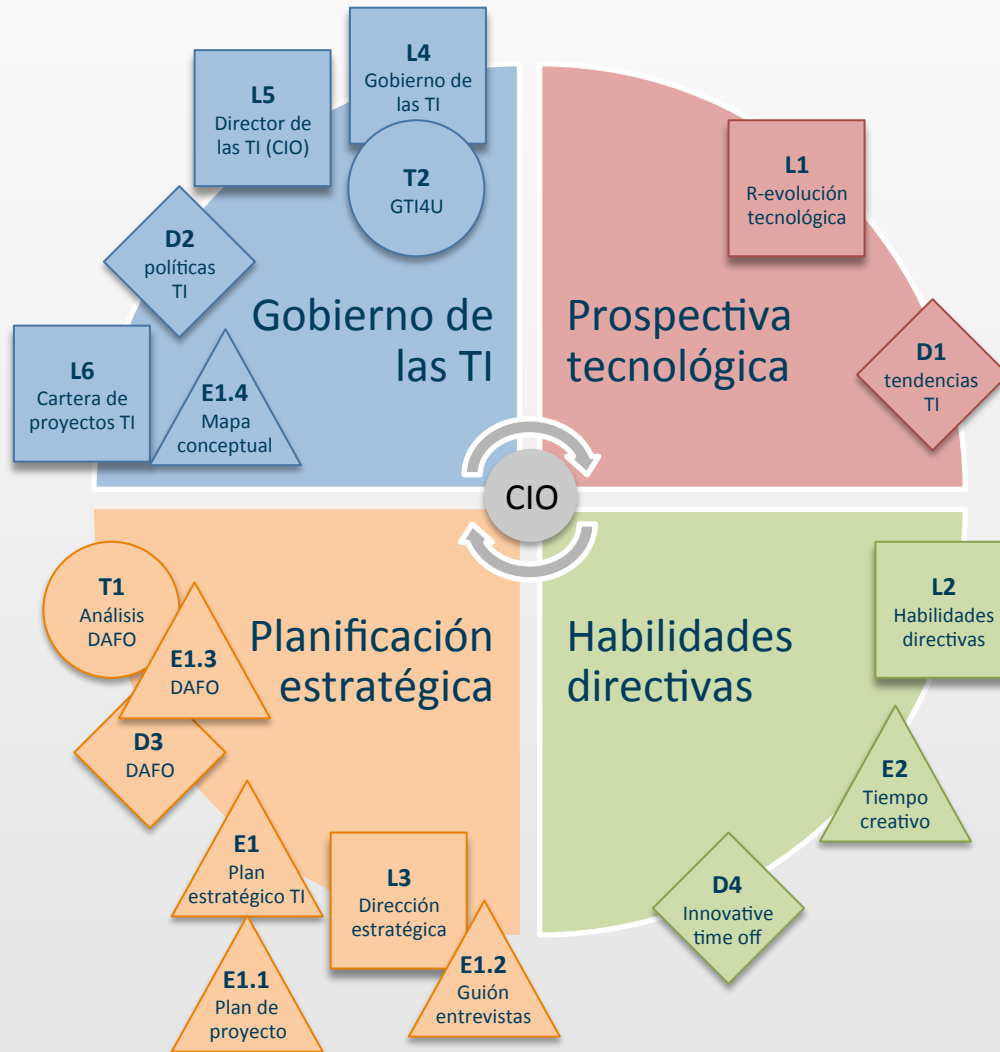 L4
Gobierno de
las TI
L5
Director de
las TI (CIO)
T2
GTI4U
D2
políticas
TI
L6
Cartera de
proyectos TI
E1.4
Mapa
conceptual
Gobierno de
las TI
L1
R-evolución
tecnológica
D1
tendencias
TI
Prospectiva
tecnológica
CIO
T1
Análisis
DAFO
E1.3
DAFO
D3
DAFO
Planificación
estratégica
E1
Plan
estratégico TI
E1.1
Plan de
proyecto
L3
Dirección
estratégica
E1.2
Guión
entrevistas
Habilidades
directivas
L2
Habilidades
directivas
E2
Tiempo
creativo
D4
Innovative
time off